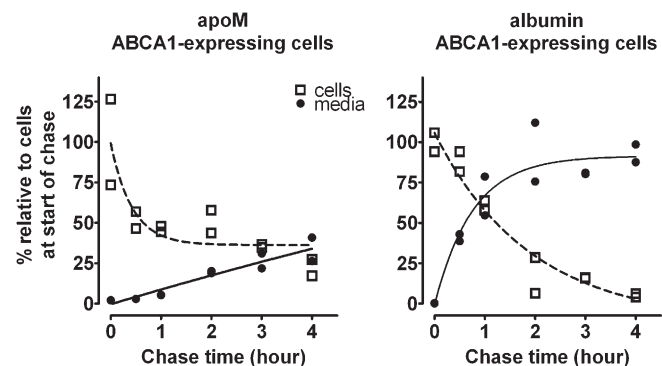 apoM
ABCA1-expressing cells
albumin
ABCA1-expressing cells
% relative to cells
at start of chase
125
100
75
50
25
0
cells
media
0 1 2 3 4
Chase time (hour)
125
100
75
50
25
0
0 1 2 3 4
Chase time (hour)